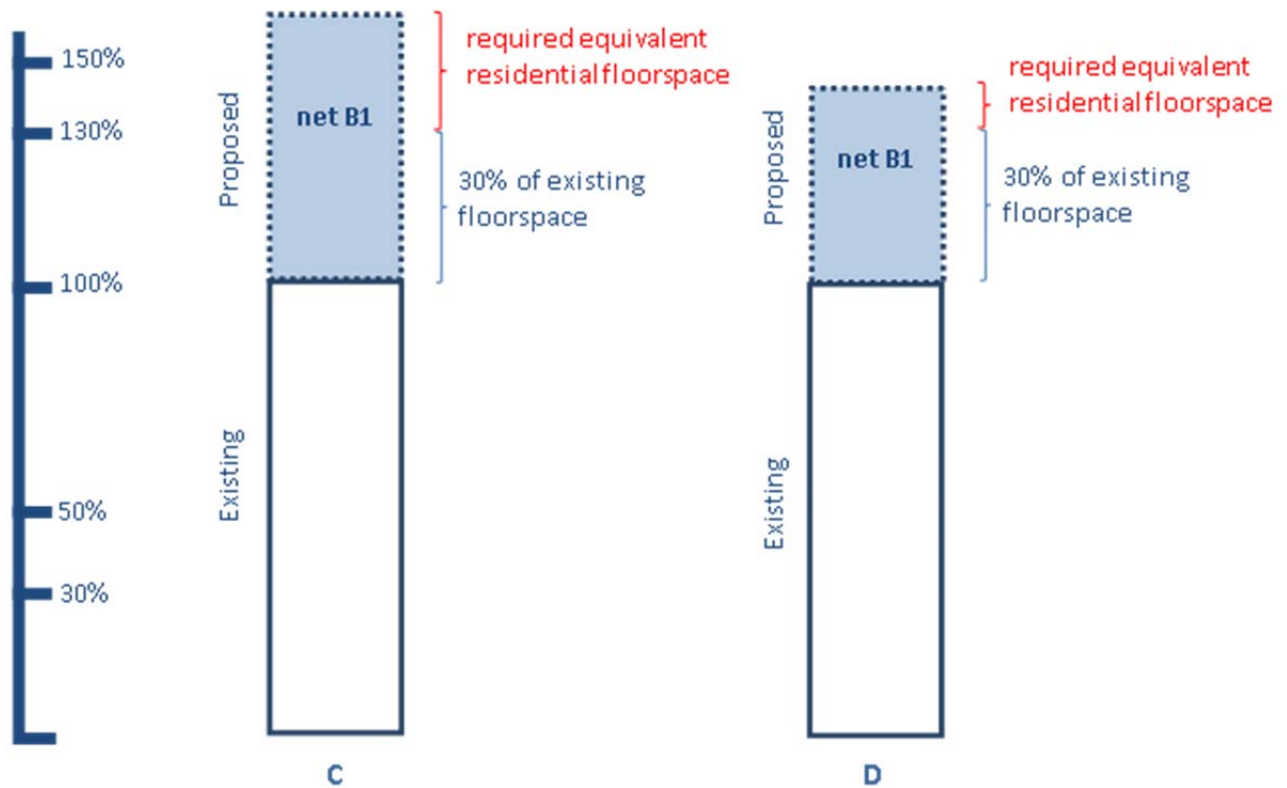 150%
130%
100%
50%
30%
Proposed
net B1
required equivalent
residential floorspace
30% of existing
floorspace
Existing
C
Proposed
net B1
required equivalent
residential floorspace
30% of existing
floorspace
Existing
D